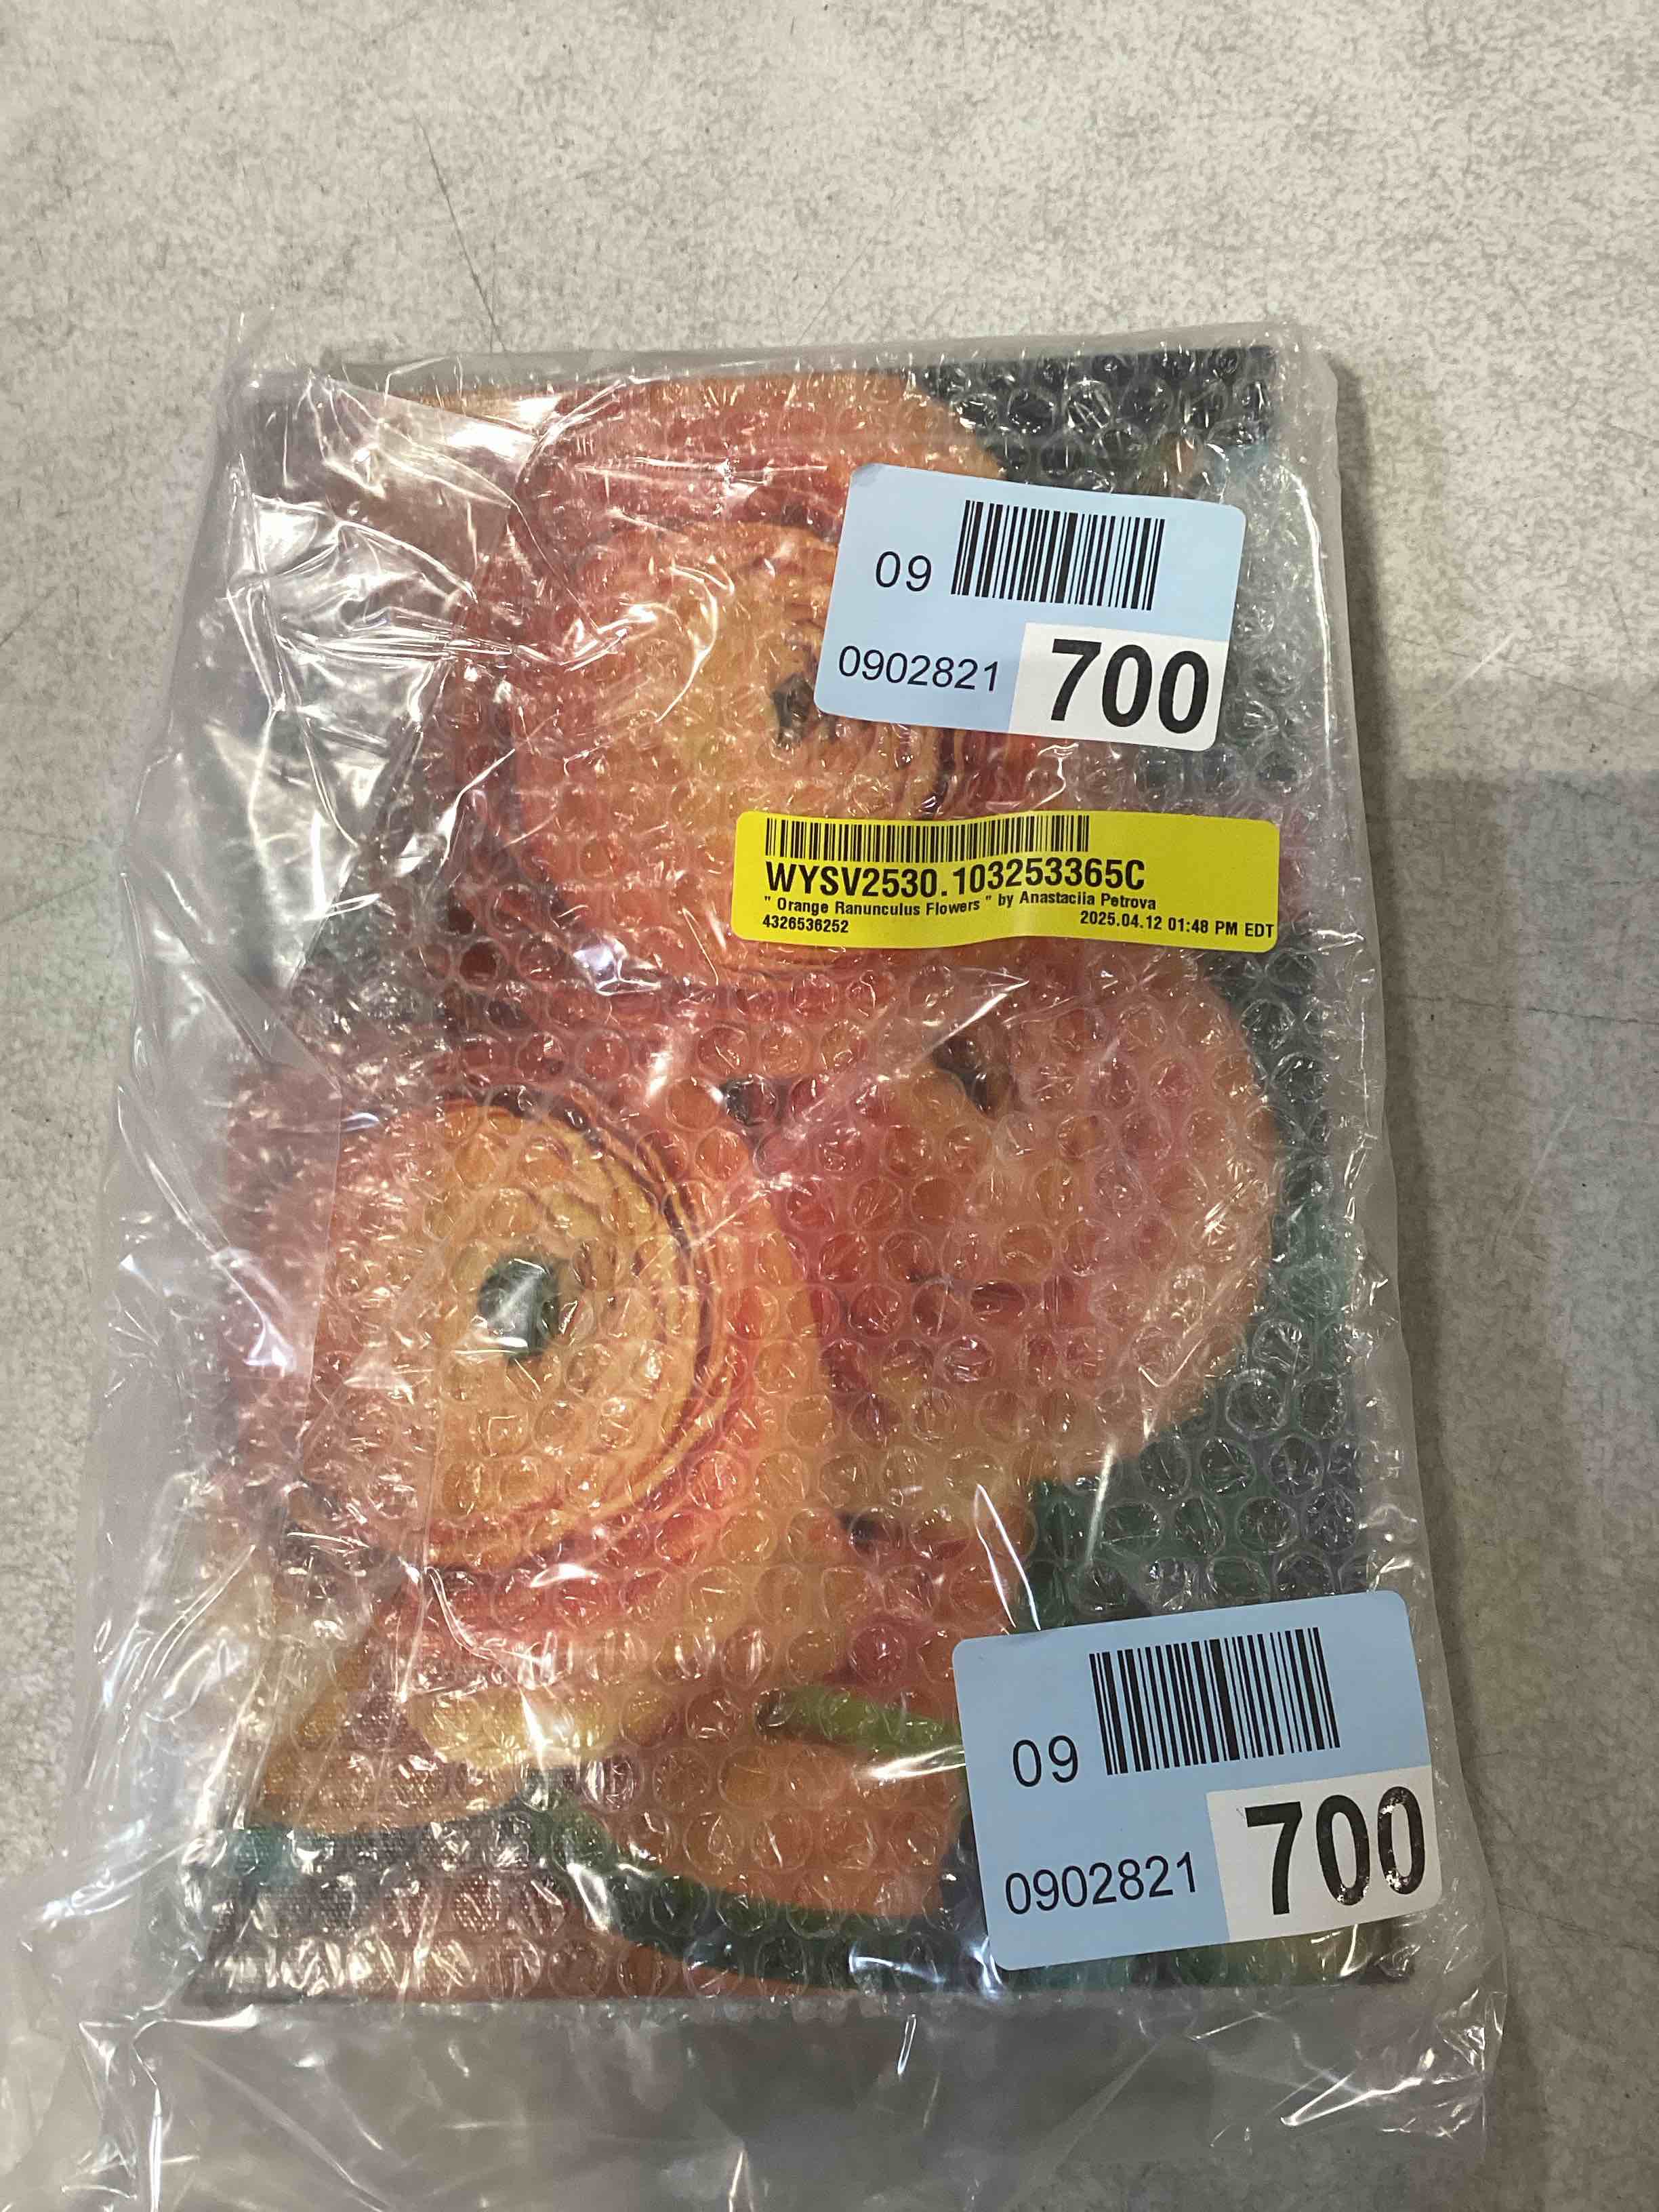 09
0902821 700
WYSV2530.103253365C
" Orange Ranunculus Flowers " by Anastaciia Petrova
4326536252 2025.04.12 01:48 PM EDT
09
0902821 700